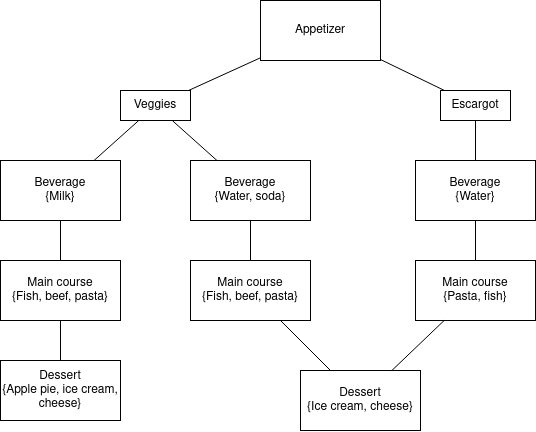 Appetizer
Veggies
Escargot
Beverage
{Milk}
Beverage
{Water, soda}
Beverage
{Water}
Main course
{Fish, beef, pasta}
Main course
{Fish, beef, pasta}
Main course
{Pasta, fish}
Dessert
{Apple pie, ice cream,
cheese}
Dessert
{Ice cream, cheese}